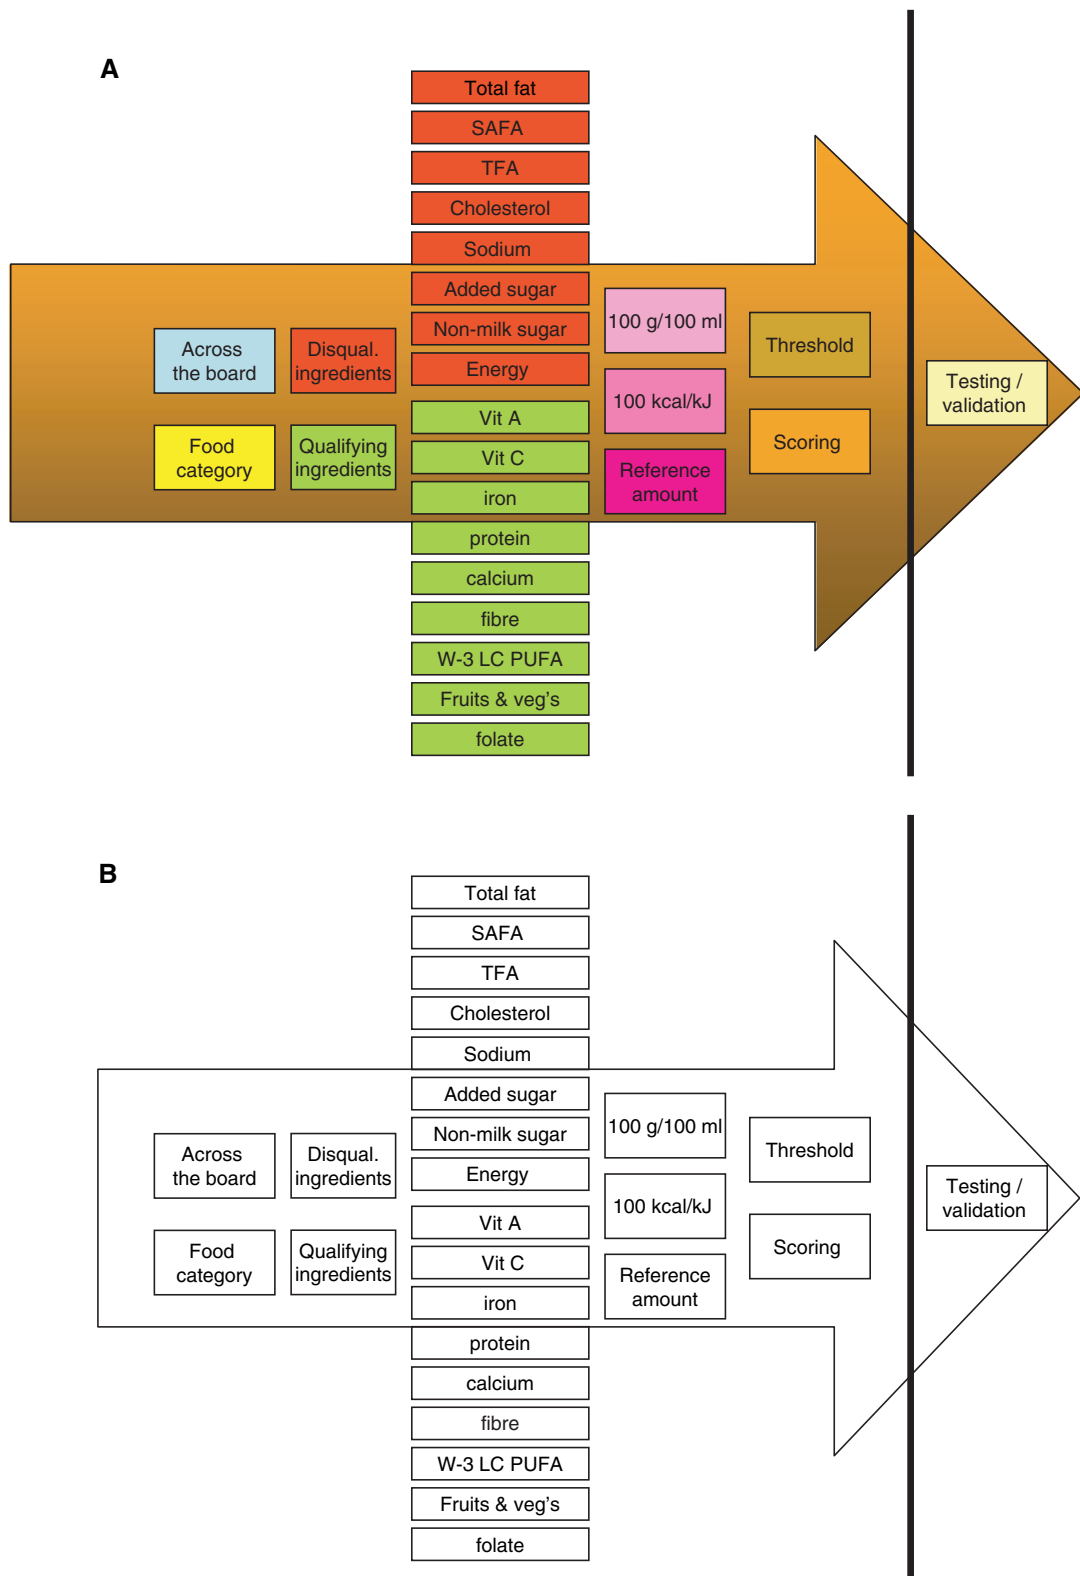 A
Total fat
SAFA
TFA
Cholesterol
Sodium
Added sugar
Non-milk sugar
Energy
Vit A
Vit C
iron
protein
calcium
fibre
W-3 LC PUFA
Fruits & veg's
folate
Across
the board
Disqual.
ingredients
Food
category
Qualifying
ingredients
100 g/100 ml
100 kcal/kJ
Reference
amount
Threshold
Scoring
Testing /
validation
B
Total fat
SAFA
TFA
Cholesterol
Sodium
Added sugar
Non-milk sugar
Energy
Vit A
Vit C
iron
protein
calcium
fibre
W-3 LC PUFA
Fruits & veg's
folate
Across
the board
Disqual.
ingredients
Food
category
Qualifying
ingredients
100 g/100 ml
100 kcal/kJ
Reference
amount
Threshold
Scoring
Testing /
validation